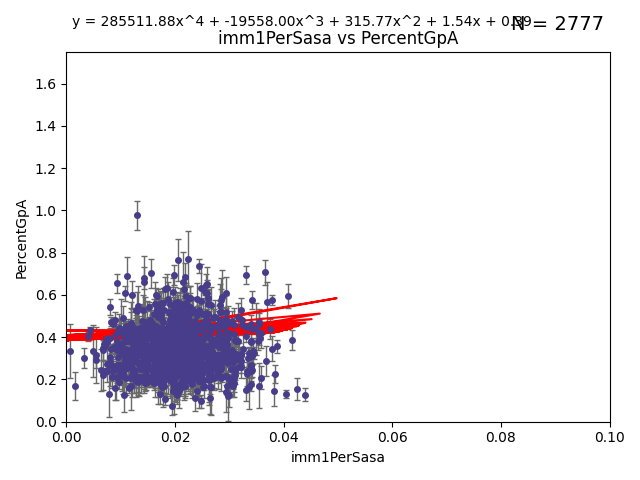 y = 285511.88x^4 + -19558.00x^3 + 315.77x^2 + 1.54x + 0.39
N = 2777
imm1PerSasa vs PercentGpA
PercentGpA
1.6
1.4
1.2
1.0
0.8
0.6
0.4
0.2
0.0
0.00 0.02 0.04 0.06 0.08 0.10
imm1PerSasa